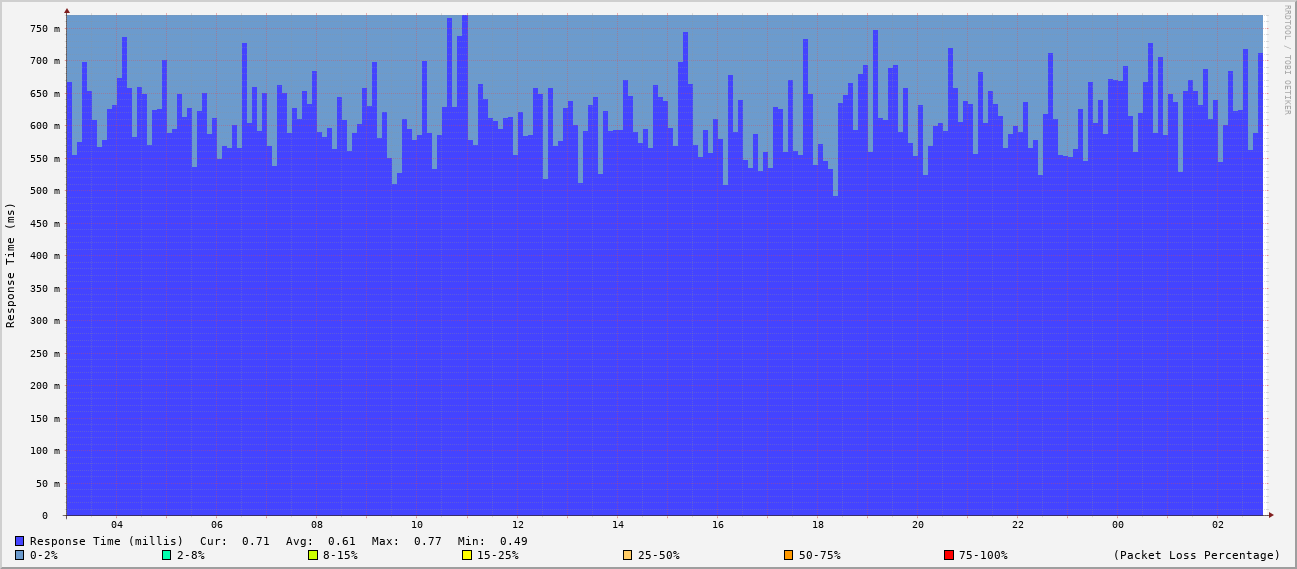 RRDTOOL / TOBI OETIKER
Response Time (ms)
750 m
700 m
650 m
600 m
550 m
500 m
450 m
400 m
350 m
300 m
250 m
200 m
150 m
100 m
50 m
0
04 06 08 10 12 14 16 18 20 22 00 02
Response Time (millis) Cur: 0.71 Avg: 0.61 Max: 0.77 Min: 0.49
0-2% 2-8% 8-15% 15-25% 25-50% 50-75% 75-100% (Packet Loss Percentage)